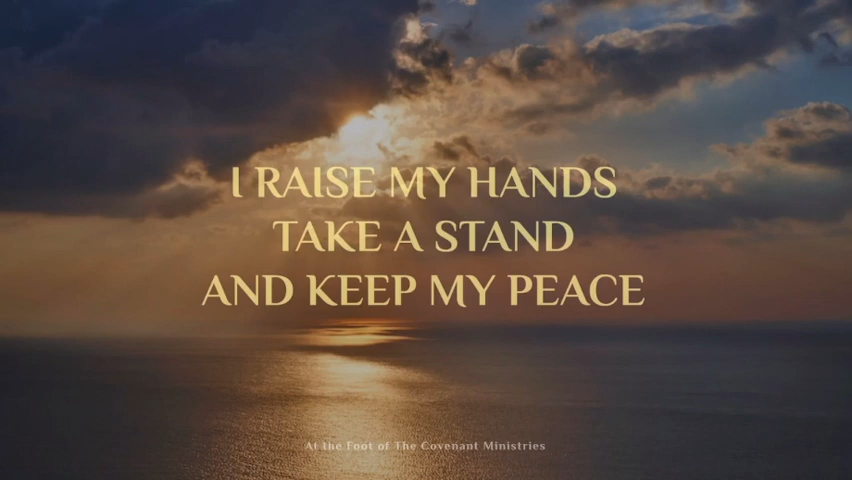 I RAISE MY HANDS
TAKE A STAND
AND KEEP MY PEACE
At the Foot of The Covenant Ministries